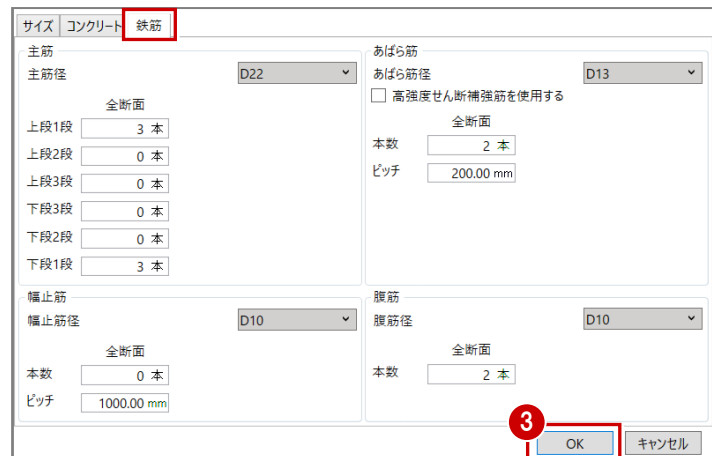 サイズ コンクリート 鉄筋
主筋
主筋径 D22
全断面
上段1段 3 本
上段2段 0 本
上段3段 0 本
下段3段 0 本
下段2段 0 本
下段1段 3 本
あばら筋
あばら筋径 D13
高強度せん断補強筋を使用する
全断面
本数 2 本
ピッチ 200.00 mm
幅止筋
幅止筋径 D10
全断面
本数 0 本
ピッチ 1000.00 mm
腹筋
腹筋径 D10
全断面
本数 2 本
3
OK キャンセル